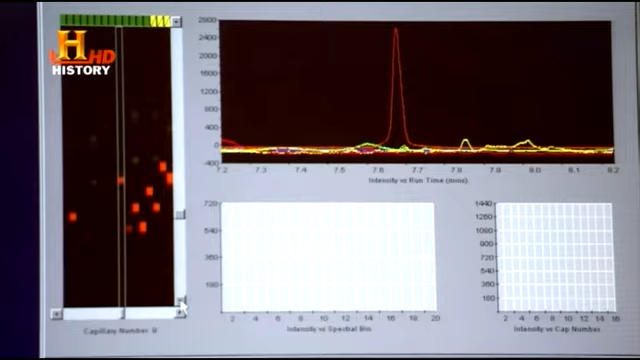 H HD
HISTORY
2800
2400
2000
1600
1200
800
400
0
-400
7.2 7.3 7.4 7.5 7.6 7.7 7.8 7.9 8.0 8.1 8.2
Intensity vs Run Time (mins)
720
540
360
180
2 4 6 8 10 12 14 16 18 20
Intensity vs Spectral Bin
1440
1260
1080
900
720
540
360
180
2 4 6 8 10 12 14 16
Intensity vs Cap Number
Capillary Number